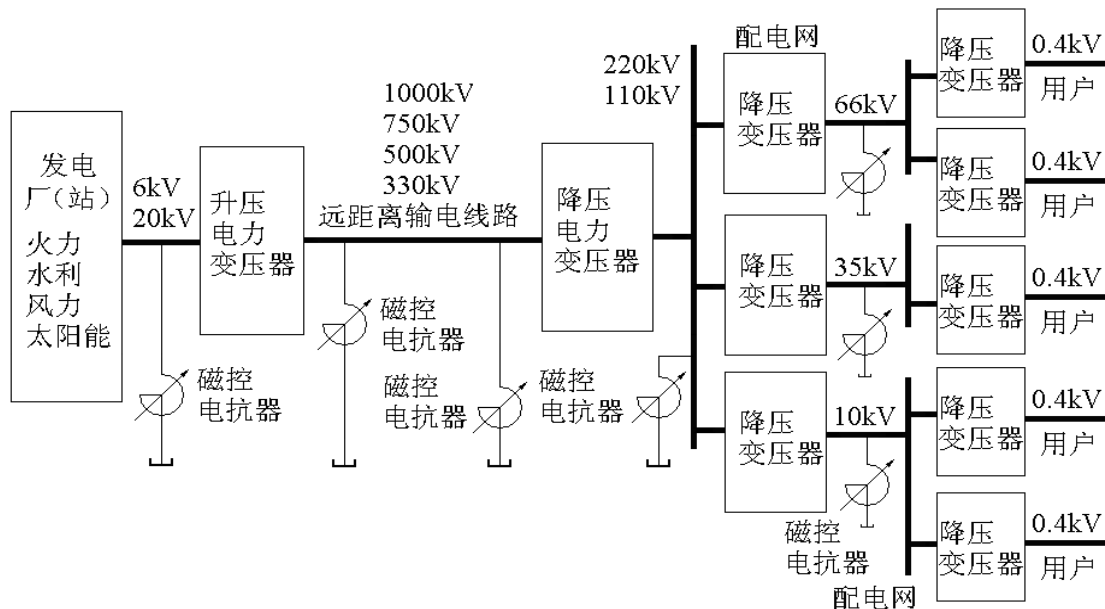 发电
厂(站)
火力
水利
风力
太阳能
6kV
20kV
升压
电力
变压器
1000kV
750kV
500kV
330kV
远距离输电线路
降压
电力
变压器
220kV
110kV
磁控
电抗器
磁控
电抗器
磁控
电抗器
磁控
电抗器
配电网
降压
变压器
66kV
降压
变压器
0.4kV
用户
降压
变压器
0.4kV
用户
降压
变压器
35kV
降压
变压器
0.4kV
用户
降压
变压器
10kV
降压
变压器
0.4kV
用户
磁控
电抗器
降压
变压器
0.4kV
用户
配电网